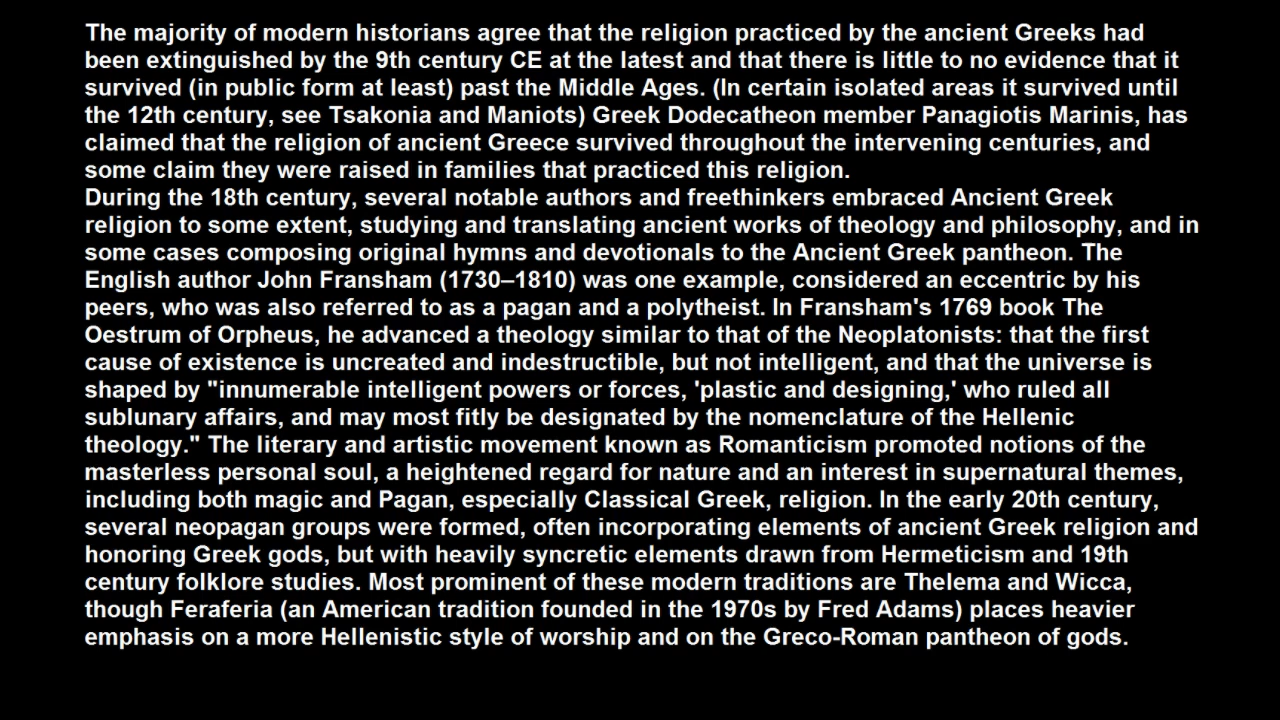 The majority of modern historians agree that the religion practiced by the ancient Greeks had
been extinguished by the 9th century CE at the latest and that there is little to no evidence that it
survived (in public form at least) past the Middle Ages. (In certain isolated areas it survived until
the 12th century, see Tsakonia and Maniots) Greek Dodecatheon member Panagiotis Marinis, has
claimed that the religion of ancient Greece survived throughout the intervening centuries, and
some claim they were raised in families that practiced this religion.
During the 18th century, several notable authors and freethinkers embraced Ancient Greek
religion to some extent, studying and translating ancient works of theology and philosophy, and in
some cases composing original hymns and devotionals to the Ancient Greek pantheon. The
English author John Fransham (1730–1810) was one example, considered an eccentric by his
peers, who was also referred to as a pagan and a polytheist. In Fransham's 1769 book The
Oestrum of Orpheus, he advanced a theology similar to that of the Neoplatonists: that the first
cause of existence is uncreated and indestructible, but not intelligent, and that the universe is
shaped by "innumerable intelligent powers or forces, 'plastic and designing,' who ruled all
sublunary affairs, and may most fitly be designated by the nomenclature of the Hellenic
theology." The literary and artistic movement known as Romanticism promoted notions of the
masterless personal soul, a heightened regard for nature and an interest in supernatural themes,
including both magic and Pagan, especially Classical Greek, religion. In the early 20th century,
several neopagan groups were formed, often incorporating elements of ancient Greek religion and
honoring Greek gods, but with heavily syncretic elements drawn from Hermeticism and 19th
century folklore studies. Most prominent of these modern traditions are Thelema and Wicca,
though Feraferia (an American tradition founded in the 1970s by Fred Adams) places heavier
emphasis on a more Hellenistic style of worship and on the Greco-Roman pantheon of gods.